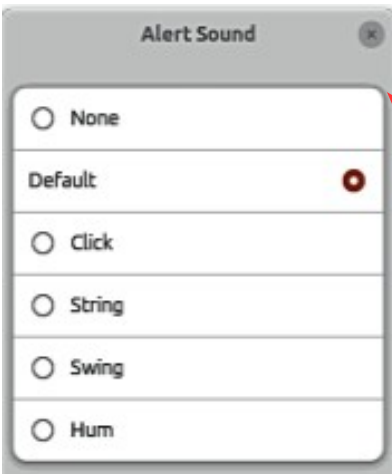 Alert Sound
None
Default
Click
String
Swing
Hum